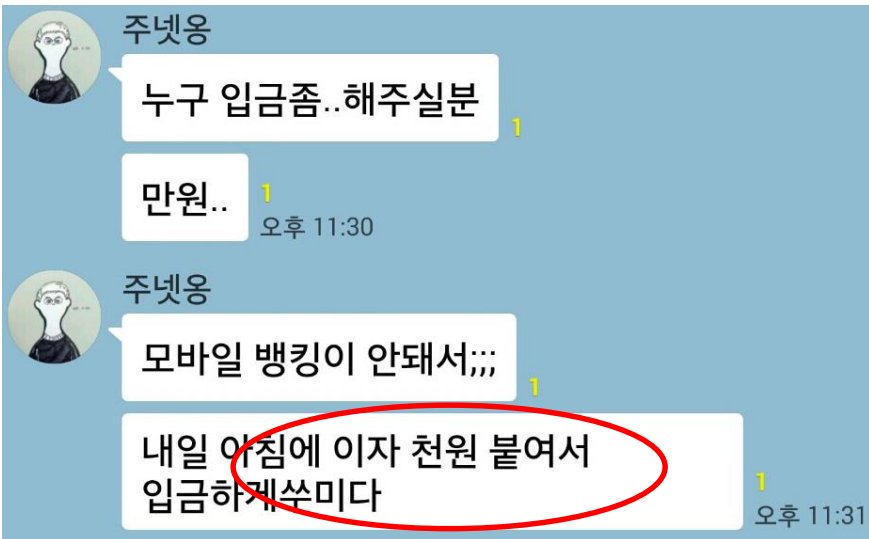 주넷옹
누구 입금좀..해주실분
1
만원..
1
오후 11:30
주넷옹
모바일 뱅킹이 안돼서;;;
1
내일 아침에 이자 천원 붙여서
입금하게쑤미다
1
오후 11:31